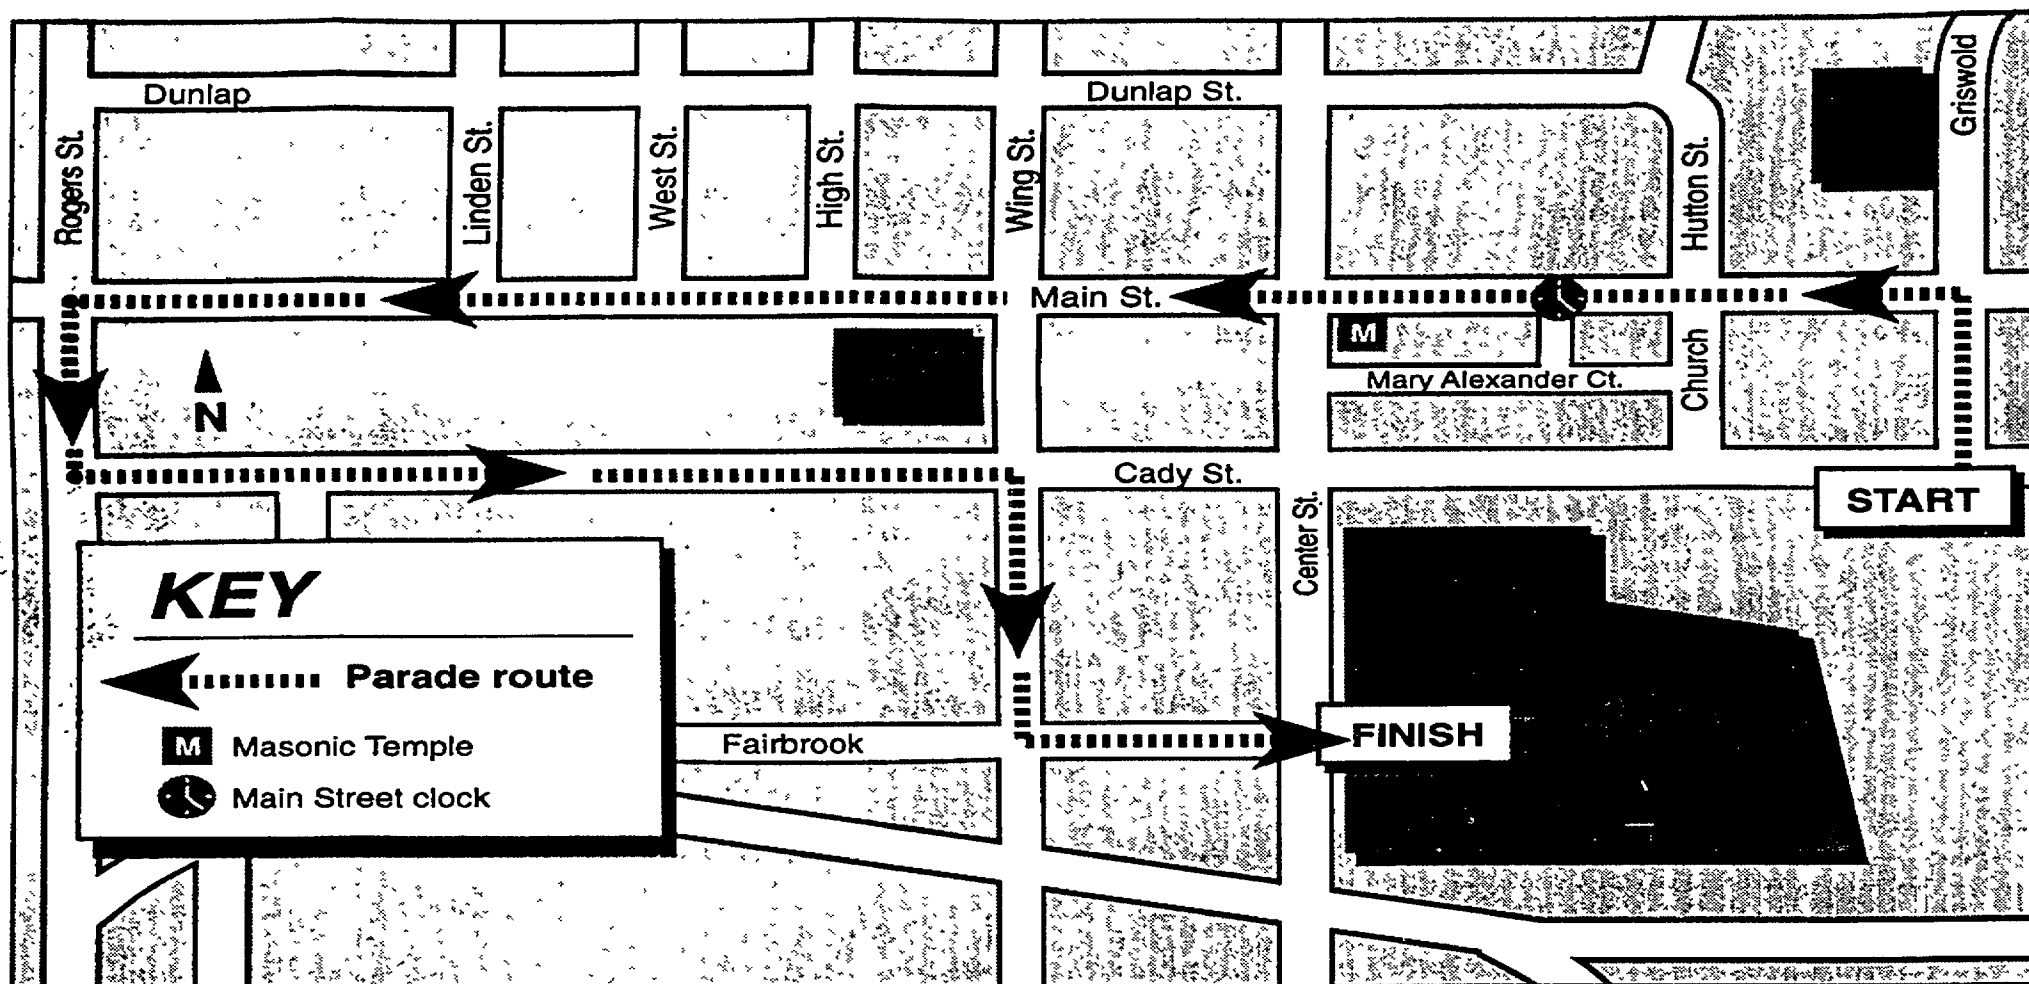 Griswold
Dunlap
Dunlap St.
Rogers St.
Linden St.
West St.
High St.
Wing St.
Hutton St.
Main St.
M
Church
Mary Alexander Ct.
N
Cady St.
START
Center St.
KEY
Parade route
FINISH
Fairbrook
M Masonic Temple
Main Street clock